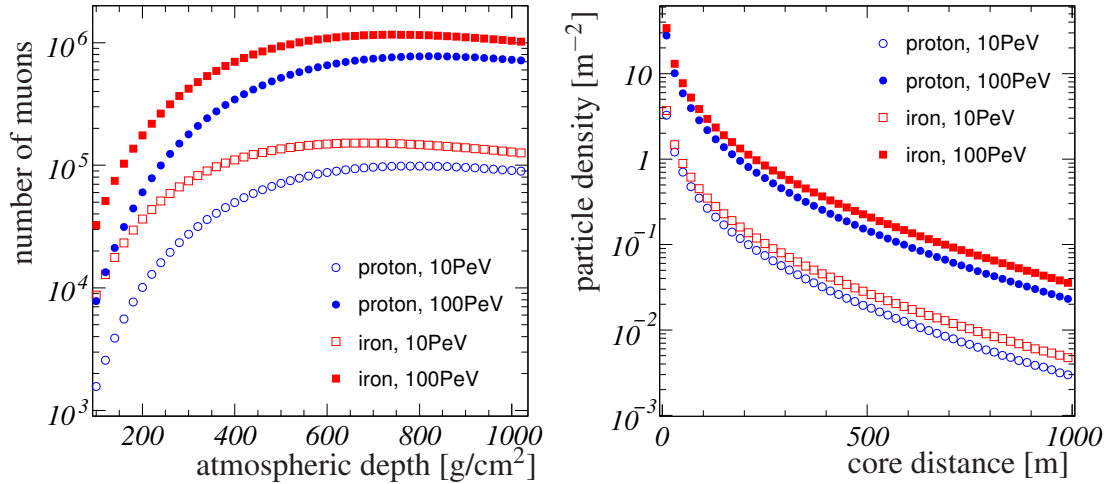 number of muons
10^6
10^5
10^4
10^3
proton, 10PeV
proton, 100PeV
iron, 10PeV
iron, 100PeV
200 400 600 800 1000
atmospheric depth [g/cm^2]
particle density [m^−2]
10
1
10^−1
10^−2
10^−3
proton, 10PeV
proton, 100PeV
iron, 10PeV
iron, 100PeV
0 500 1000
core distance [m]